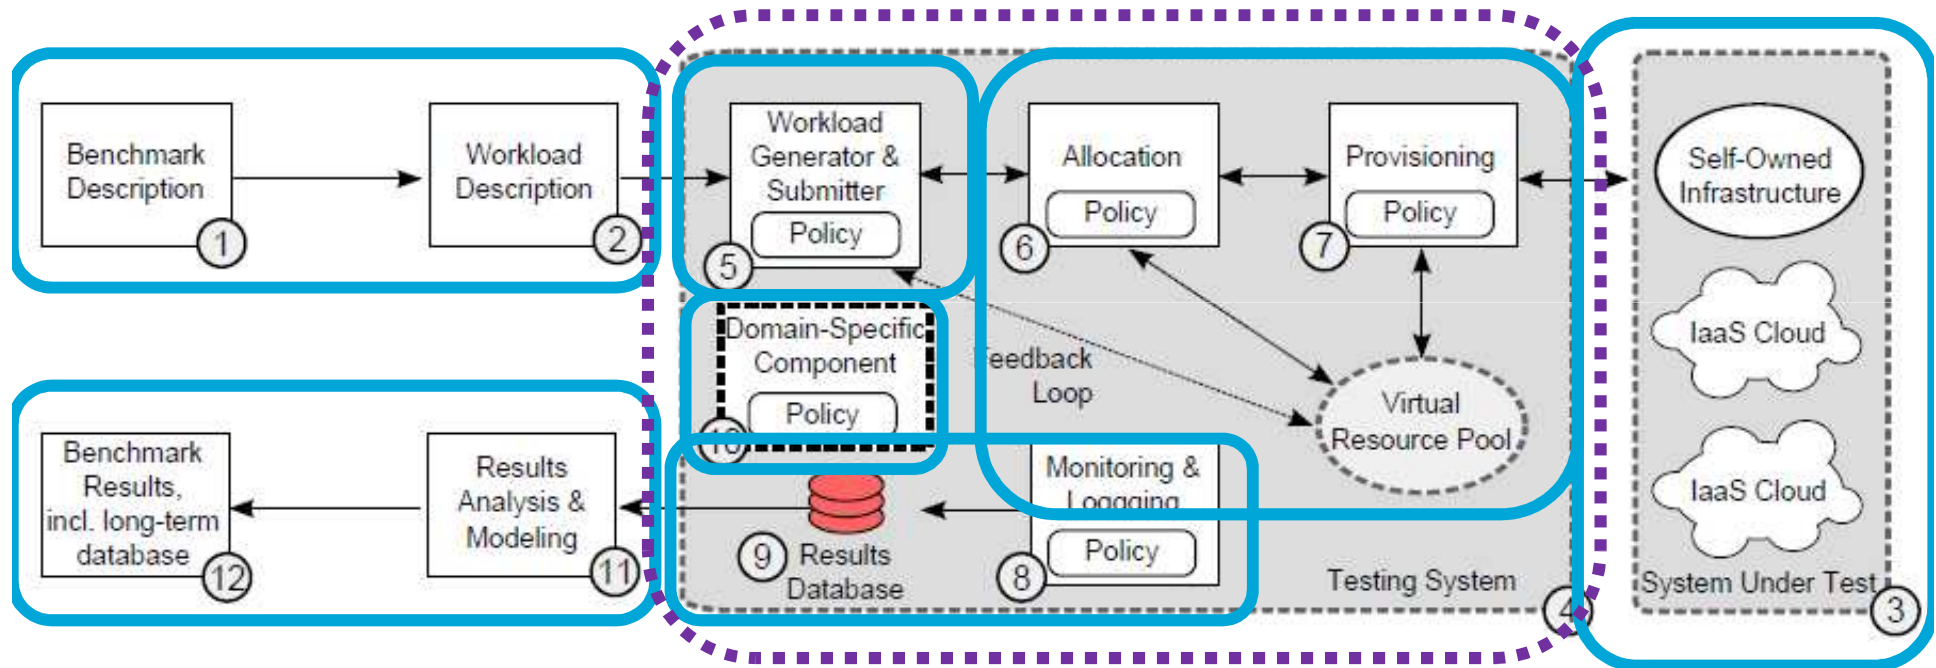 Benchmark
Description
1
Workload
Description
2
Workload
Generator &
Submitter
Policy
5
Allocation
Policy
6
Provisioning
Policy
7
Self-Owned
Infrastructure
IaaS Cloud
IaaS Cloud
System Under Test
3
Domain-Specific
Component
Policy
10
Feedback
Loop
Virtual
Resource Pool
Monitoring &
Loggging
Policy
8
9
Results
Database
Testing System
4
Results
Analysis &
Modeling
11
Benchmark
Results,
incl. long-term
database
12